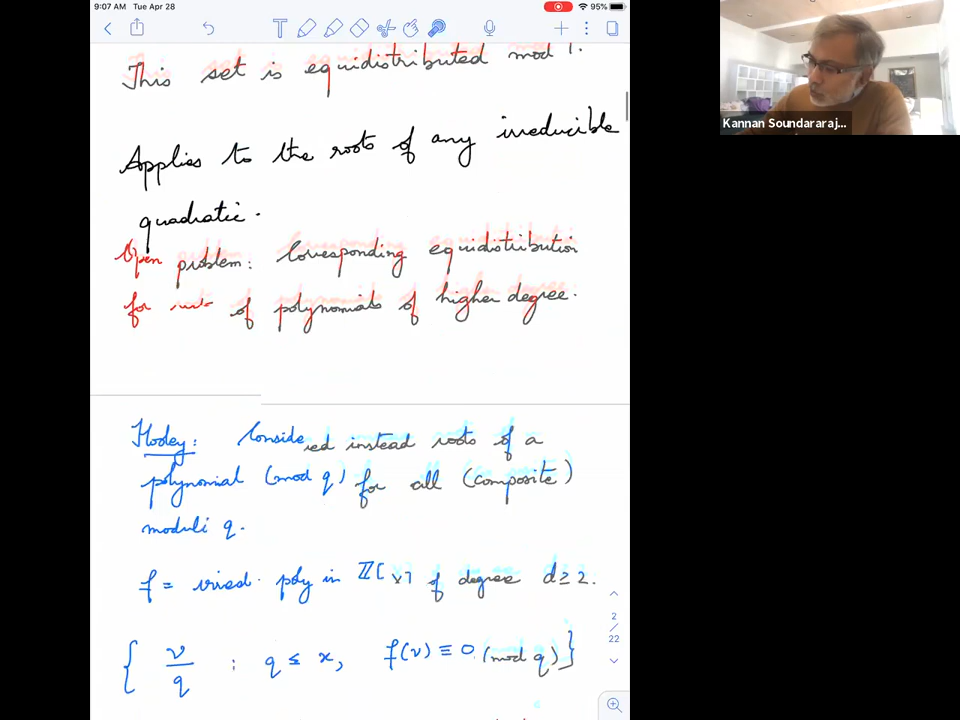 9:07 AM Tue Apr 28
95%
This set is equidistributed mod 1.
Kannan Soundararaj...
Applies to the roots of any irreducible
quadratic.
Open problem: Corresponding equidistribution
for roots of polynomials of higher degree.
Hooley: Considered instead roots of a
polynomial (mod q) for all (composite)
moduli q.
f = irred. poly in ℤ[x] of degree d ≥ 2.
{ ν/q : q ≤ x, f(ν) ≡ 0 (mod q) }
2
/
22